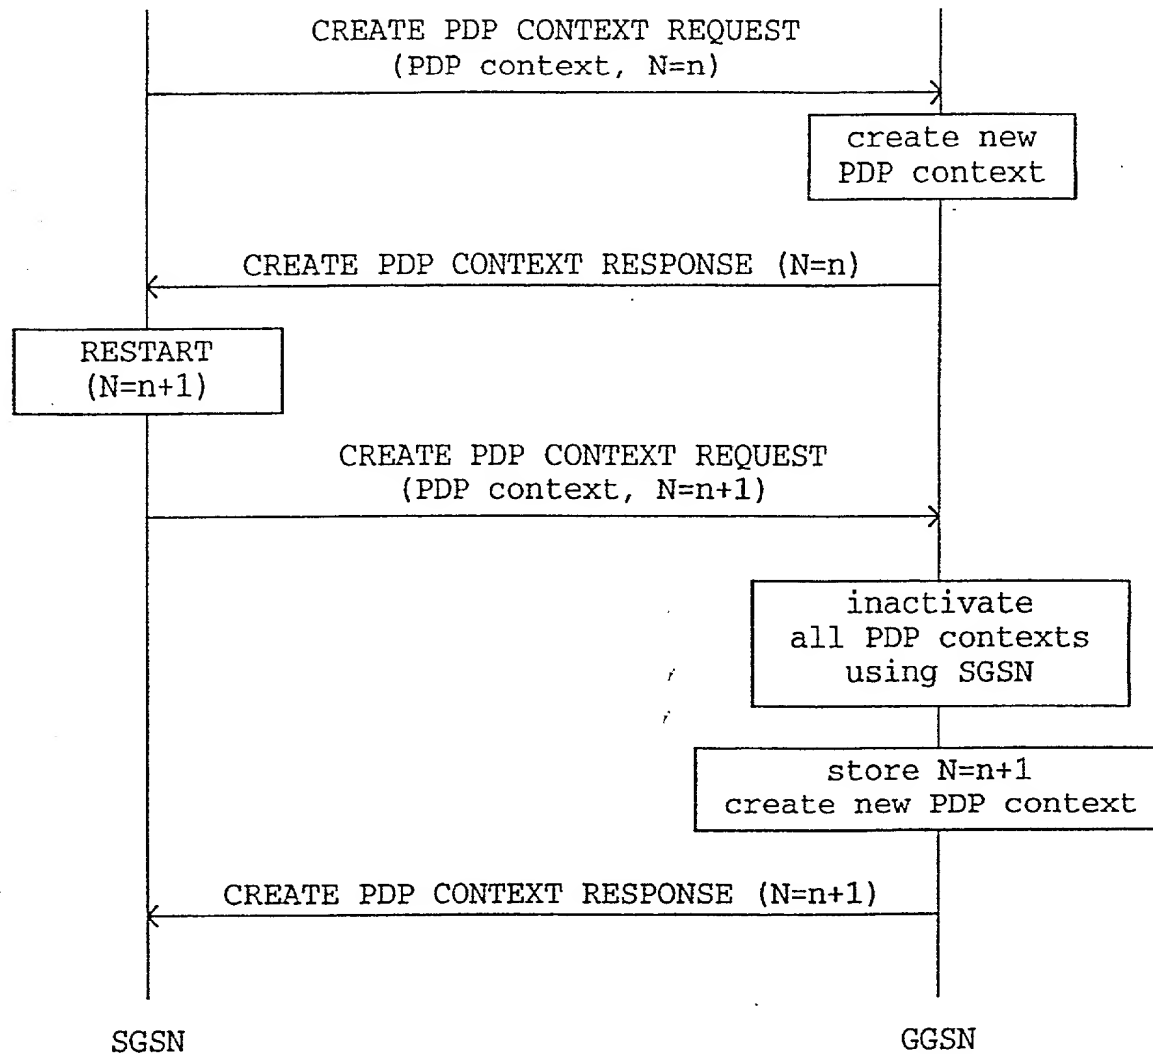 CREATE PDP CONTEXT REQUEST
(PDP context, N=n)
create new
PDP context
CREATE PDP CONTEXT RESPONSE (N=n)
RESTART
(N=n+1)
CREATE PDP CONTEXT REQUEST
(PDP context, N=n+1)
inactivate
all PDP contexts
using SGSN
store N=n+1
create new PDP context
CREATE PDP CONTEXT RESPONSE (N=n+1)
SGSN
GGSN